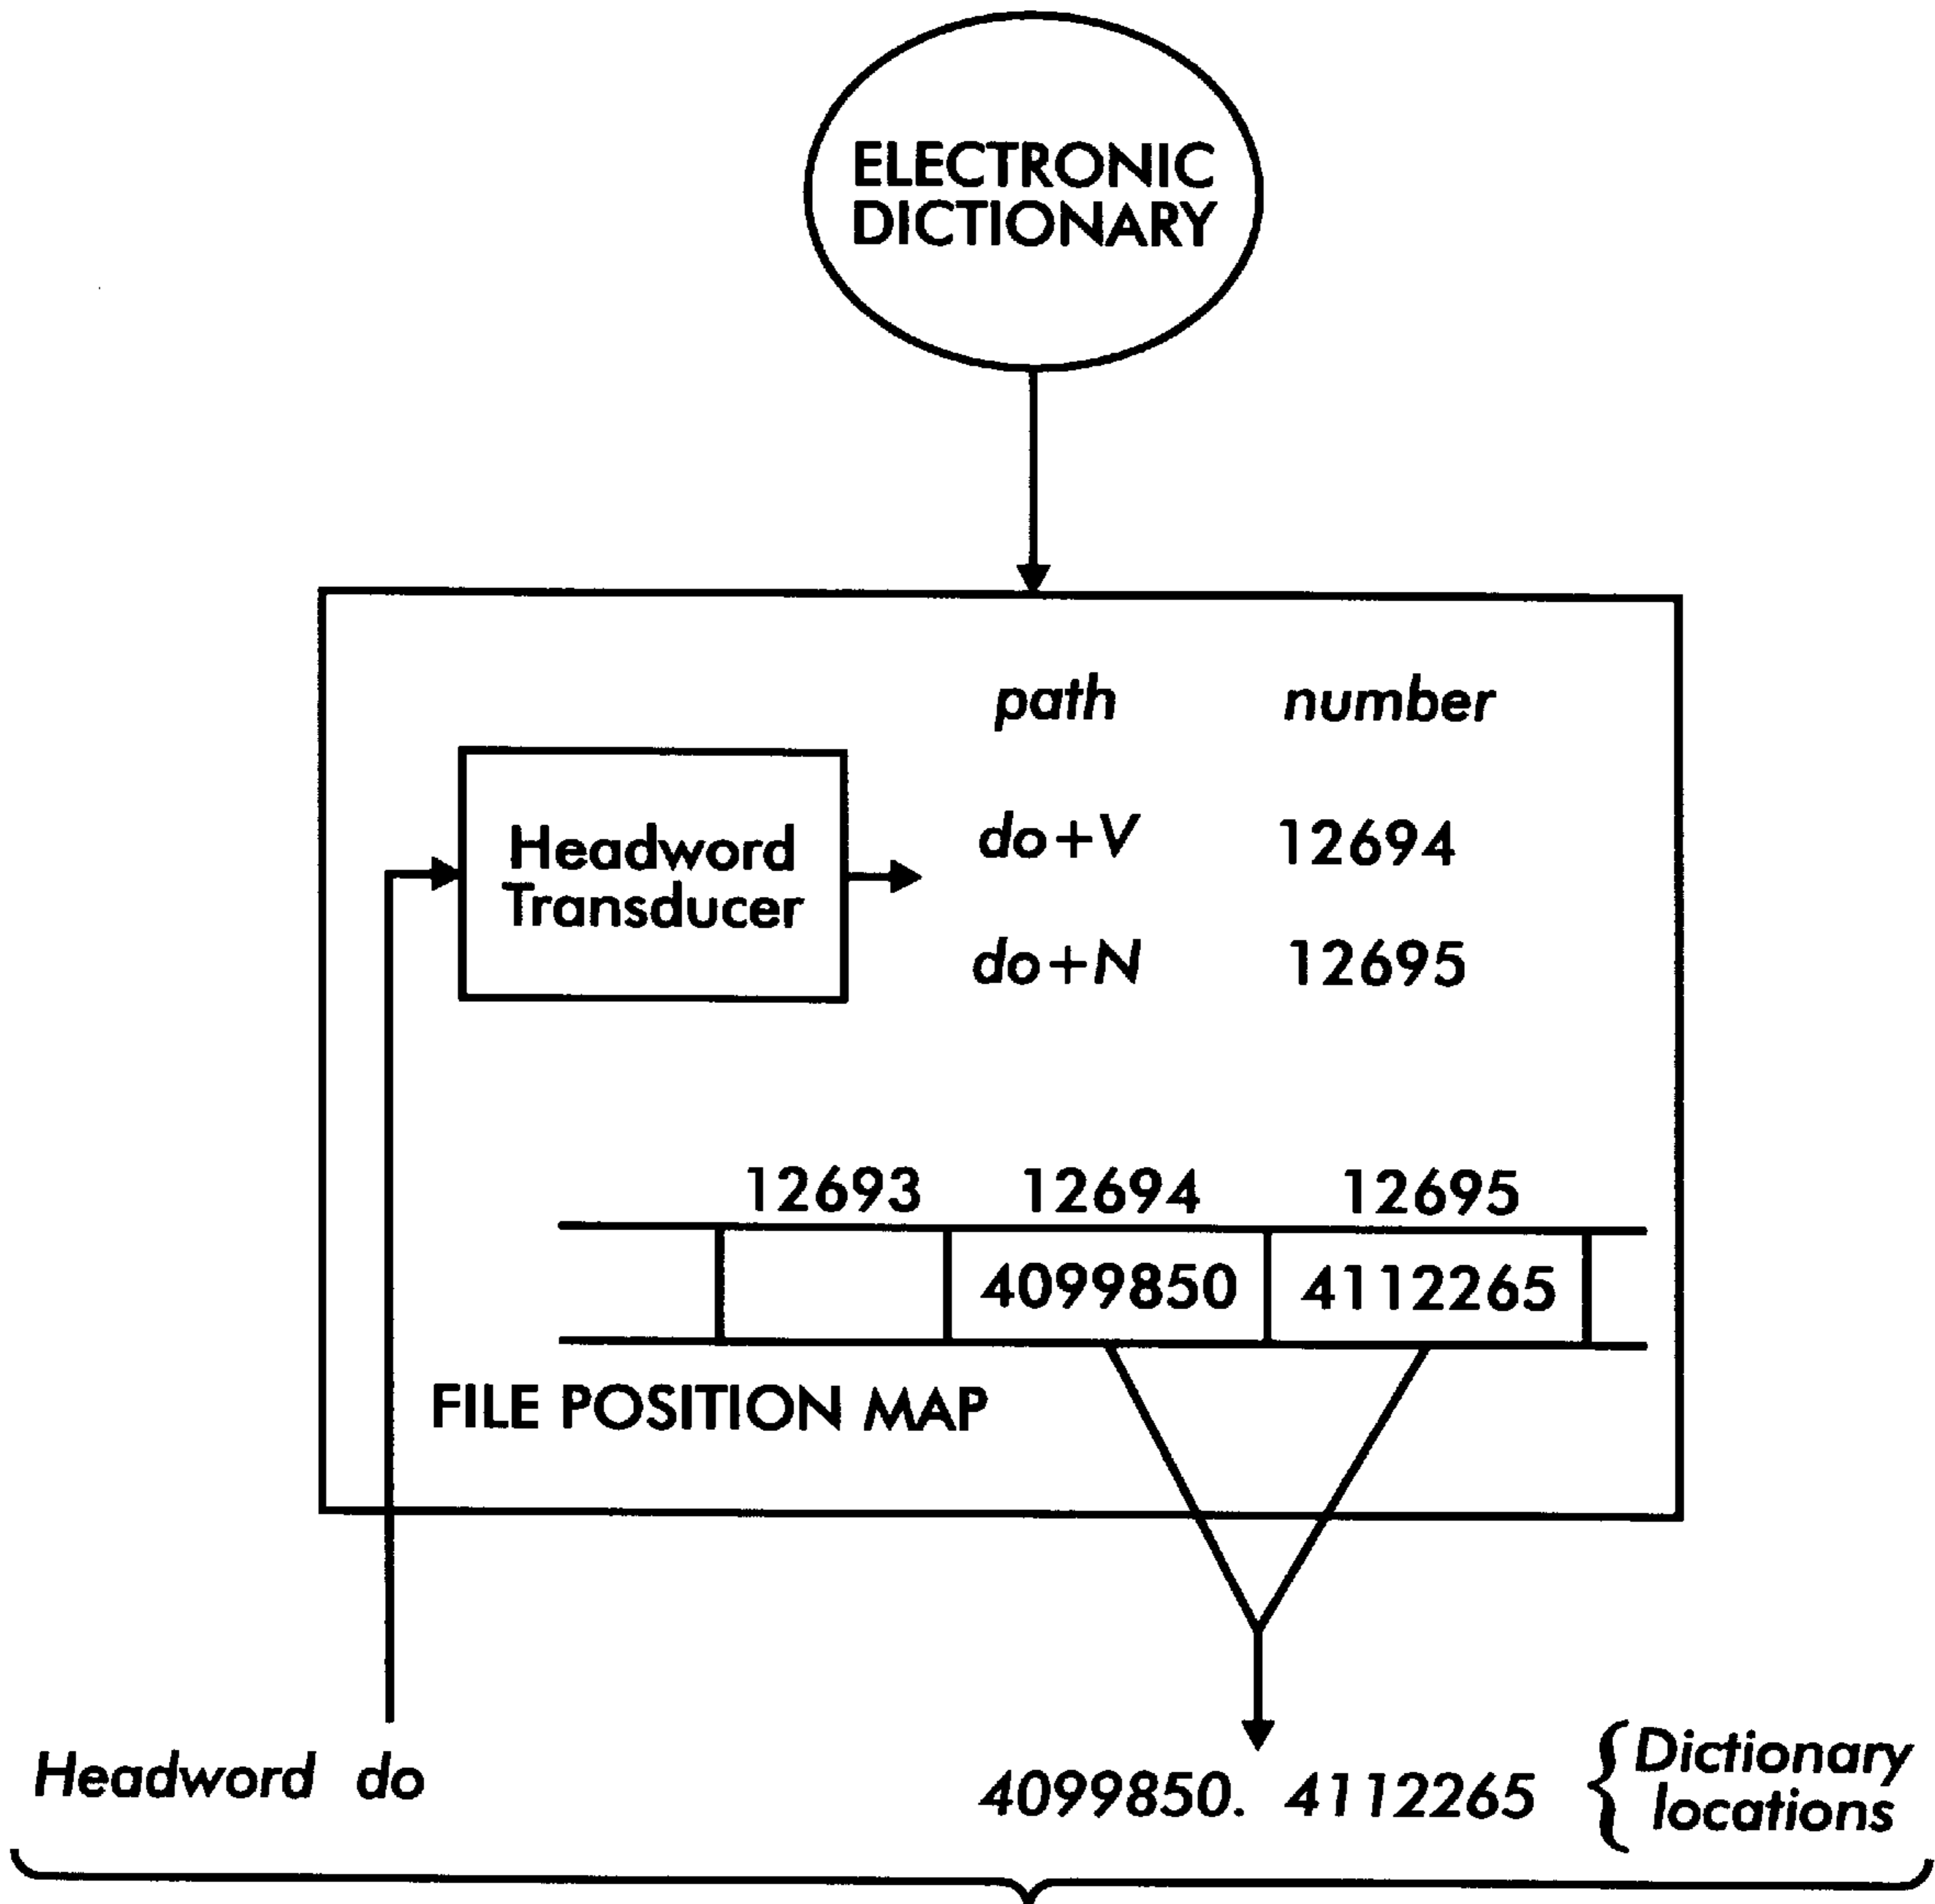 ELECTRONIC
DICTIONARY
path number
Headword
Transducer
do+V 12694
do+N 12695
12693 12694 12695
4099850 4112265
FILE POSITION MAP
Headword do
4099850. 4112265
Dictionary
locations